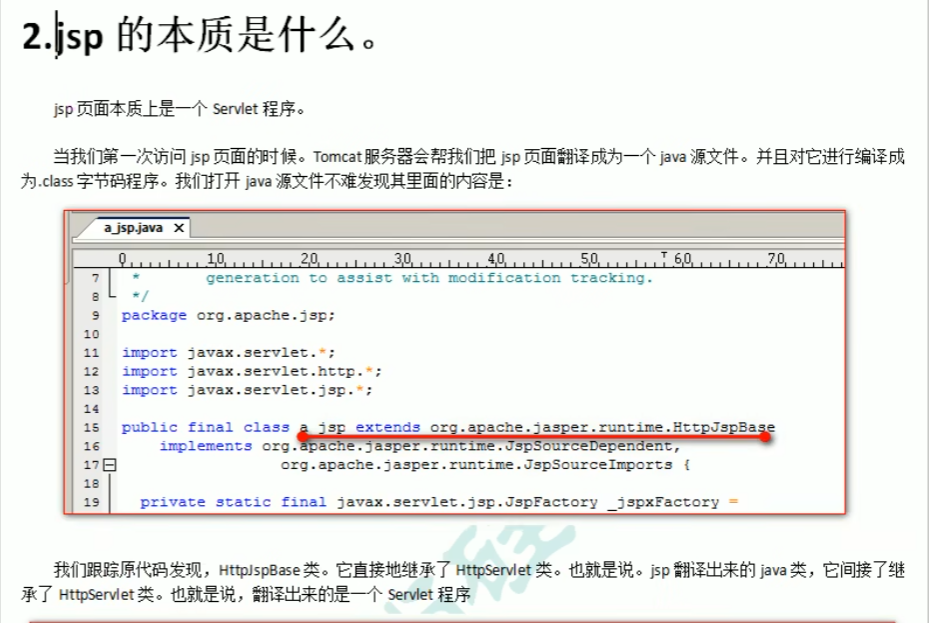 2.jsp 的本质是什么。
jsp 页面本质上是一个 Servlet 程序。
当我们第一次访问 jsp 页面的时候。Tomcat 服务器会帮我们把 jsp 页面翻译成为一个 java 源文件。并且对它进行编译成
为.class 字节码程序。我们打开 java 源文件不难发现其里面的内容是：
a_jsp.java ×
0 10 20 30 40 50 60 70
7 * generation to assist with modification tracking.
8 */
9 package org.apache.jsp;
10
11 import javax.servlet.*;
12 import javax.servlet.http.*;
13 import javax.servlet.jsp.*;
14
15 public final class a_jsp extends org.apache.jasper.runtime.HttpJspBase
16 implements org.apache.jasper.runtime.JspSourceDependent,
17 org.apache.jasper.runtime.JspSourceImports {
18
19 private static final javax.servlet.jsp.JspFactory _jspxFactory =
我们跟踪原代码发现，HttpJspBase 类。它直接地继承了 HttpServlet 类。也就是说。jsp 翻译出来的 java 类，它间接了继
承了 HttpServlet 类。也就是说，翻译出来的是一个 Servlet 程序